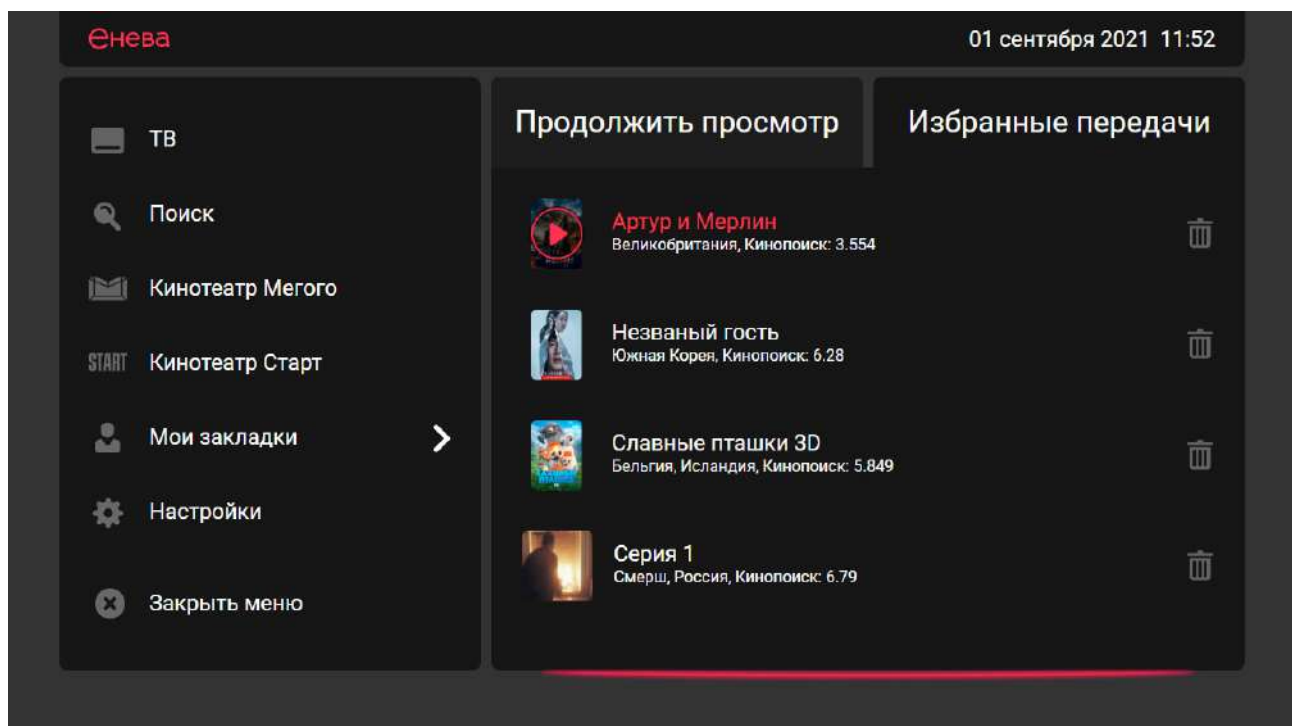 енева
01 сентября 2021 11:52
ТВ
Поиск
Кинотеатр Мегого
START Кинотеатр Старт
Мои закладки
Настройки
Закрыть меню
Продолжить просмотр
Избранные передачи
Артур и Мерлин
Великобритания, Кинопоиск: 3.554
Незваный гость
Южная Корея, Кинопоиск: 6.28
Славные пташки 3D
Бельгия, Исландия, Кинопоиск: 5.849
Серия 1
Смерш, Россия, Кинопоиск: 6.79